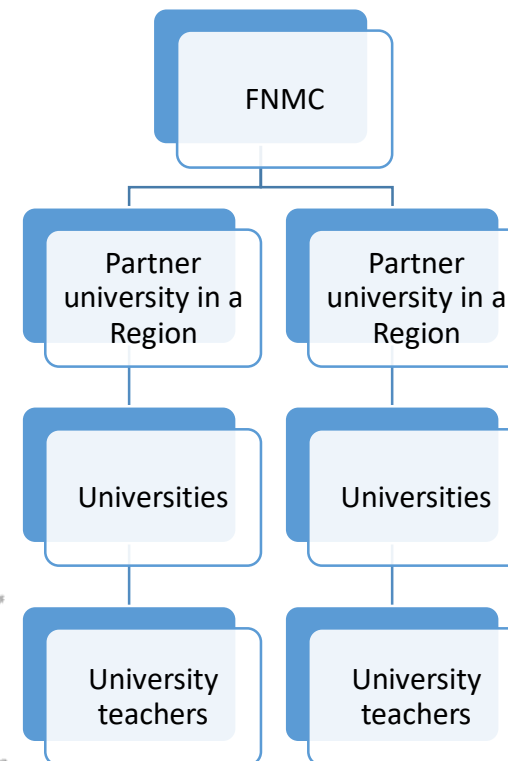 FNMC
Partner
university in a
Region
Partner
university in a
Region
Universities
Universities
University
teachers
University
teachers